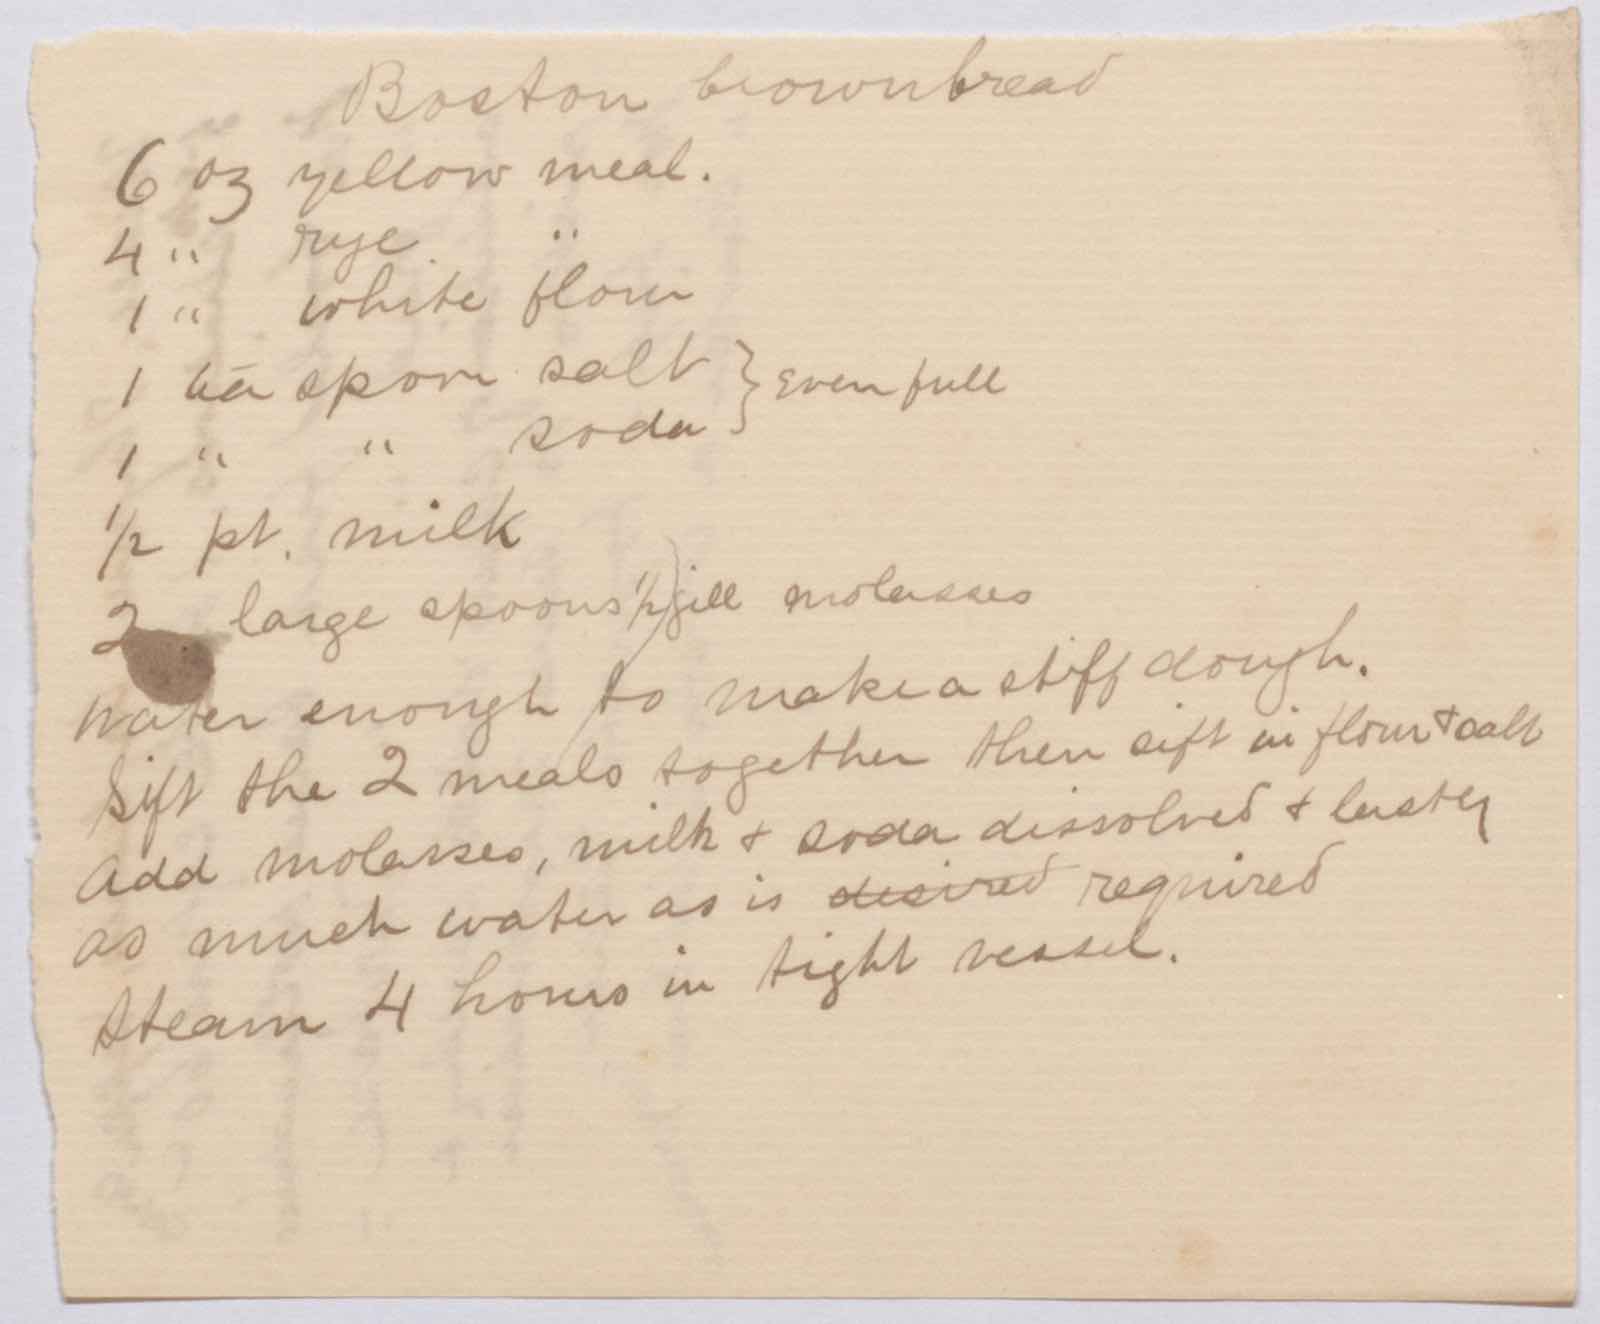 Boston brownbread
6 oz yellow meal.
4 " rye "
1 " white flour
1 tea spoon salt } even full
1 " " soda
½ pt. milk
2 large spoons ½ gill molasses
Water enough to make a stiff dough.
Sift the 2 meals together then sift in flour & salt
Add molasses, milk & soda dissolved & lastly
as much water as is desired required
Steam 4 hours in tight vessel.